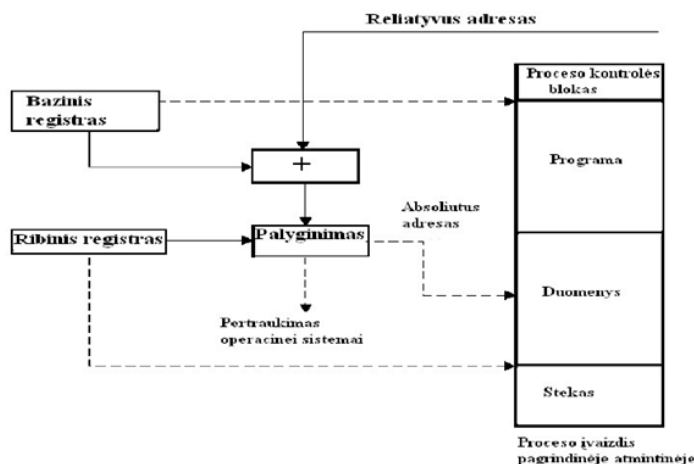 Reliatyvus adresas
Proceso kontrolės
blokas
Bazinis
registras
+
Programa
Absoliutus
adresas
Ribinis registras
Palyginimas
Duomenys
Pertraukimas
operacinei sistemai
Stekas
Proceso įvaizdis
pagrindinėje atmintinėje